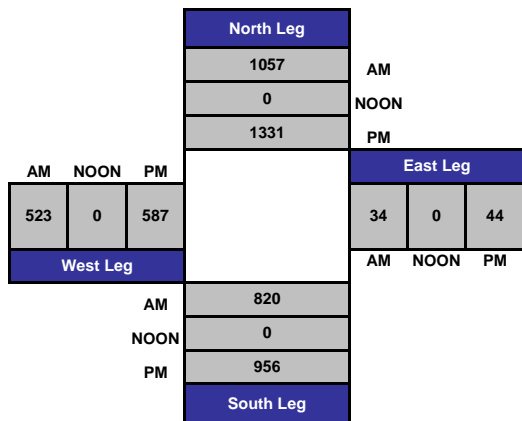 North Leg
1057 AM
0 NOON
1331 PM
AM NOON PM East Leg
523 0 587 34 0 44
West Leg AM NOON PM
AM 820
NOON 0
PM 956
South Leg